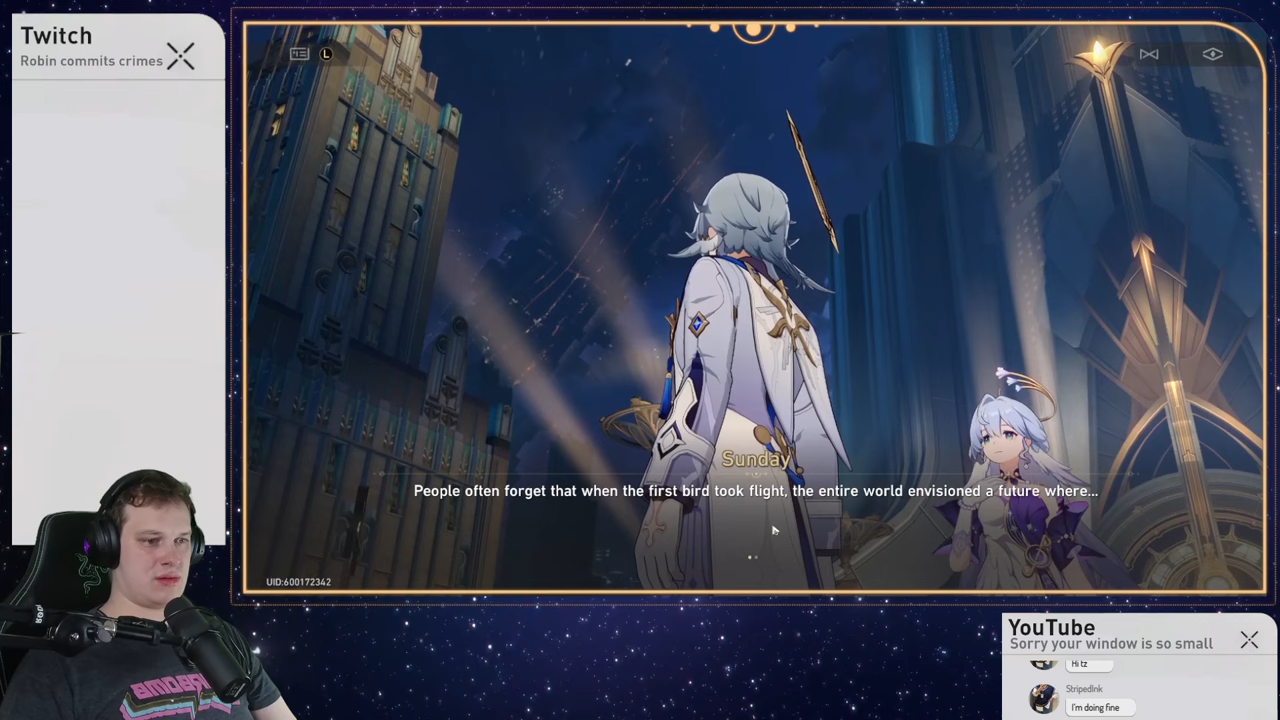 Twitch
Robin commits crimes
L
Sunday
People often forget that when the first bird took flight, the entire world envisioned a future where...
UID:600172342
YouTube
Sorry your window is so small
Hi tz
StripedInk
I'm doing fine